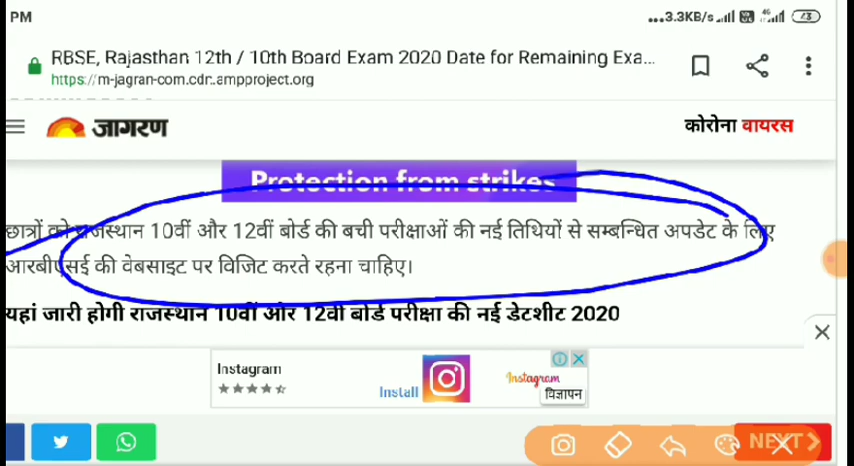 PM
...3.3KB/s 4G 43
RBSE, Rajasthan 12th / 10th Board Exam 2020 Date for Remaining Exa...
https://m-jagran-com.cdn.ampproject.org
जागरण
कोरोना वायरस
Protection from strikes
छात्रों को राजस्थान 10वीं और 12वीं बोर्ड की बची परीक्षाओं की नई तिथियों से सम्बन्धित अपडेट के लिए
आरबीएसई की वेबसाइट पर विजिट करते रहना चाहिए।
यहां जारी होगी राजस्थान 10वीं और 12वीं बोर्ड परीक्षा की नई डेटशीट 2020
Instagram
Install
Instagram
विज्ञापन
NEXT